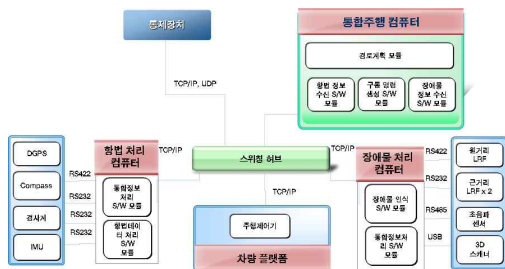 통제장치
통합주행 컴퓨터
경로계획 모듈
항법 정보
수신 S/W
모듈
구동 명령
생성 S/W
모듈
장애물
정보 수신
S/W 모듈
TCP/IP, UDP
항법 처리
컴퓨터
TCP/IP
스위칭 허브
TCP/IP
장애물 처리
컴퓨터
DGPS
Compass
경사계
IMU
RS422
RS232
RS232
RS232
통합정보
처리
S/W 모듈
항법데이
터 처리
S/W 모듈
TCP/IP
주행제어기
차량 플랫폼
장애물 인식
S/W 모듈
통합정보처
리 S/W
모듈
RS422
RS232
RS485
USB
원거리
LRF
근거리
LRF x 2
초음파
센서
3D
스캐너